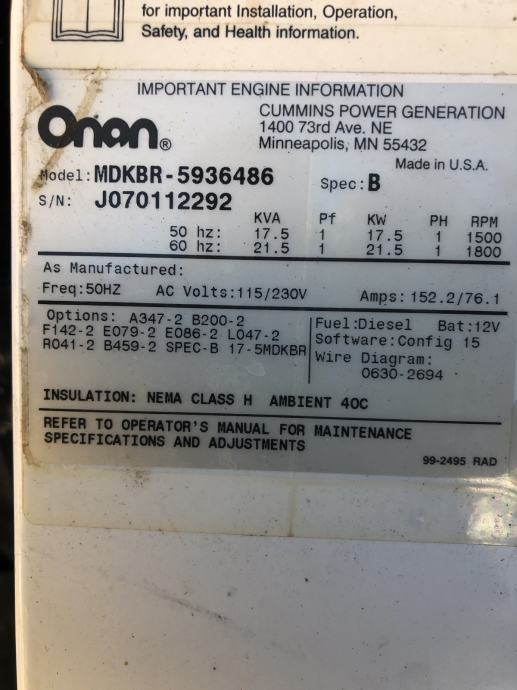 for important Installation, Operation,
Safety, and Health information.
IMPORTANT ENGINE INFORMATION
Onan®
CUMMINS POWER GENERATION
1400 73rd Ave. NE
Minneapolis, MN 55432
Made in U.S.A.
Model: MDKBR-5936486 Spec: B
S/N: J070112292
KVA Pf KW PH RPM
50 hz: 17.5 1 17.5 1 1500
60 hz: 21.5 1 21.5 1 1800
As Manufactured:
Freq:50HZ AC Volts:115/230V Amps: 152.2/76.1
Options: A347-2 B200-2
F142-2 E079-2 E086-2 L047-2
R041-2 B459-2 SPEC-B 17-5MDKBR
Fuel:Diesel Bat:12V
Software:Config 15
Wire Diagram:
0630-2694
INSULATION: NEMA CLASS H AMBIENT 40C
REFER TO OPERATOR'S MANUAL FOR MAINTENANCE
SPECIFICATIONS AND ADJUSTMENTS
99-2495 RAD